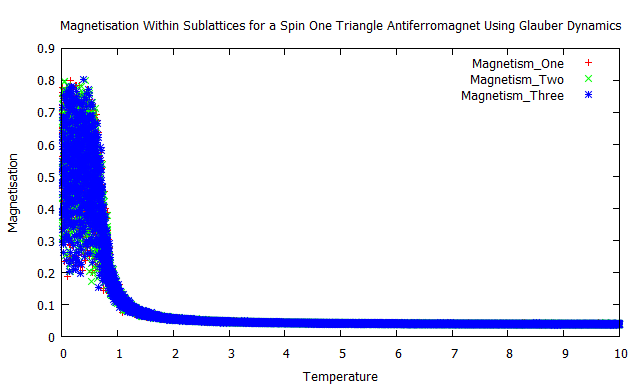 Magnetisation Within Sublattices for a Spin One Triangle Antiferromagnet Using Glauber Dynamics
0.9
0.8
0.7
0.6
0.5
0.4
0.3
0.2
0.1
0
Magnetisation
Magnetism_One
Magnetism_Two
Magnetism_Three
0 1 2 3 4 5 6 7 8 9 10
Temperature